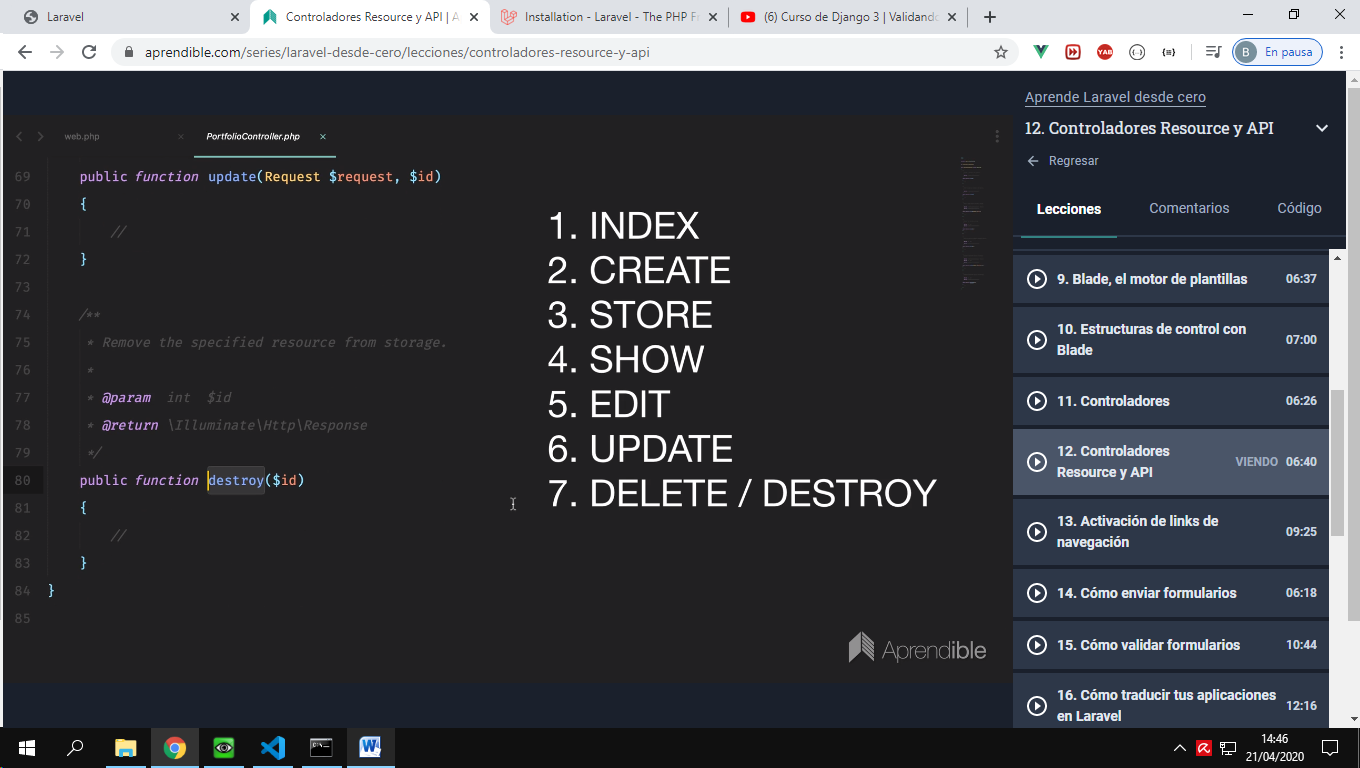 Laravel
Controladores Resource y API | A
Installation - Laravel - The PHP F
(6) Curso de Django 3 | Validando
aprendible.com/series/laravel-desde-cero/lecciones/controladores-resource-y-api
YAB
B
En pausa
web.php
PortfolioController.php
69 public function update(Request $request, $id)
70 {
71 //
72 }
73
74 /**
75 * Remove the specified resource from storage.
76 *
77 * @param int $id
78 * @return \Illuminate\Http\Response
79 */
80 public function destroy($id)
81 {
82 //
83 }
84 }
85
1. INDEX
2. CREATE
3. STORE
4. SHOW
5. EDIT
6. UPDATE
7. DELETE / DESTROY
Aprendible
Aprende Laravel desde cero
12. Controladores Resource y API
Regresar
Lecciones Comentarios Código
9. Blade, el motor de plantillas 06:37
10. Estructuras de control con
Blade
07:00
11. Controladores 06:26
12. Controladores
Resource y API
VIENDO 06:40
13. Activación de links de
navegación
09:25
14. Cómo enviar formularios 06:18
15. Cómo validar formularios 10:44
16. Cómo traducir tus aplicaciones
en Laravel
12:16
14:46
21/04/2020